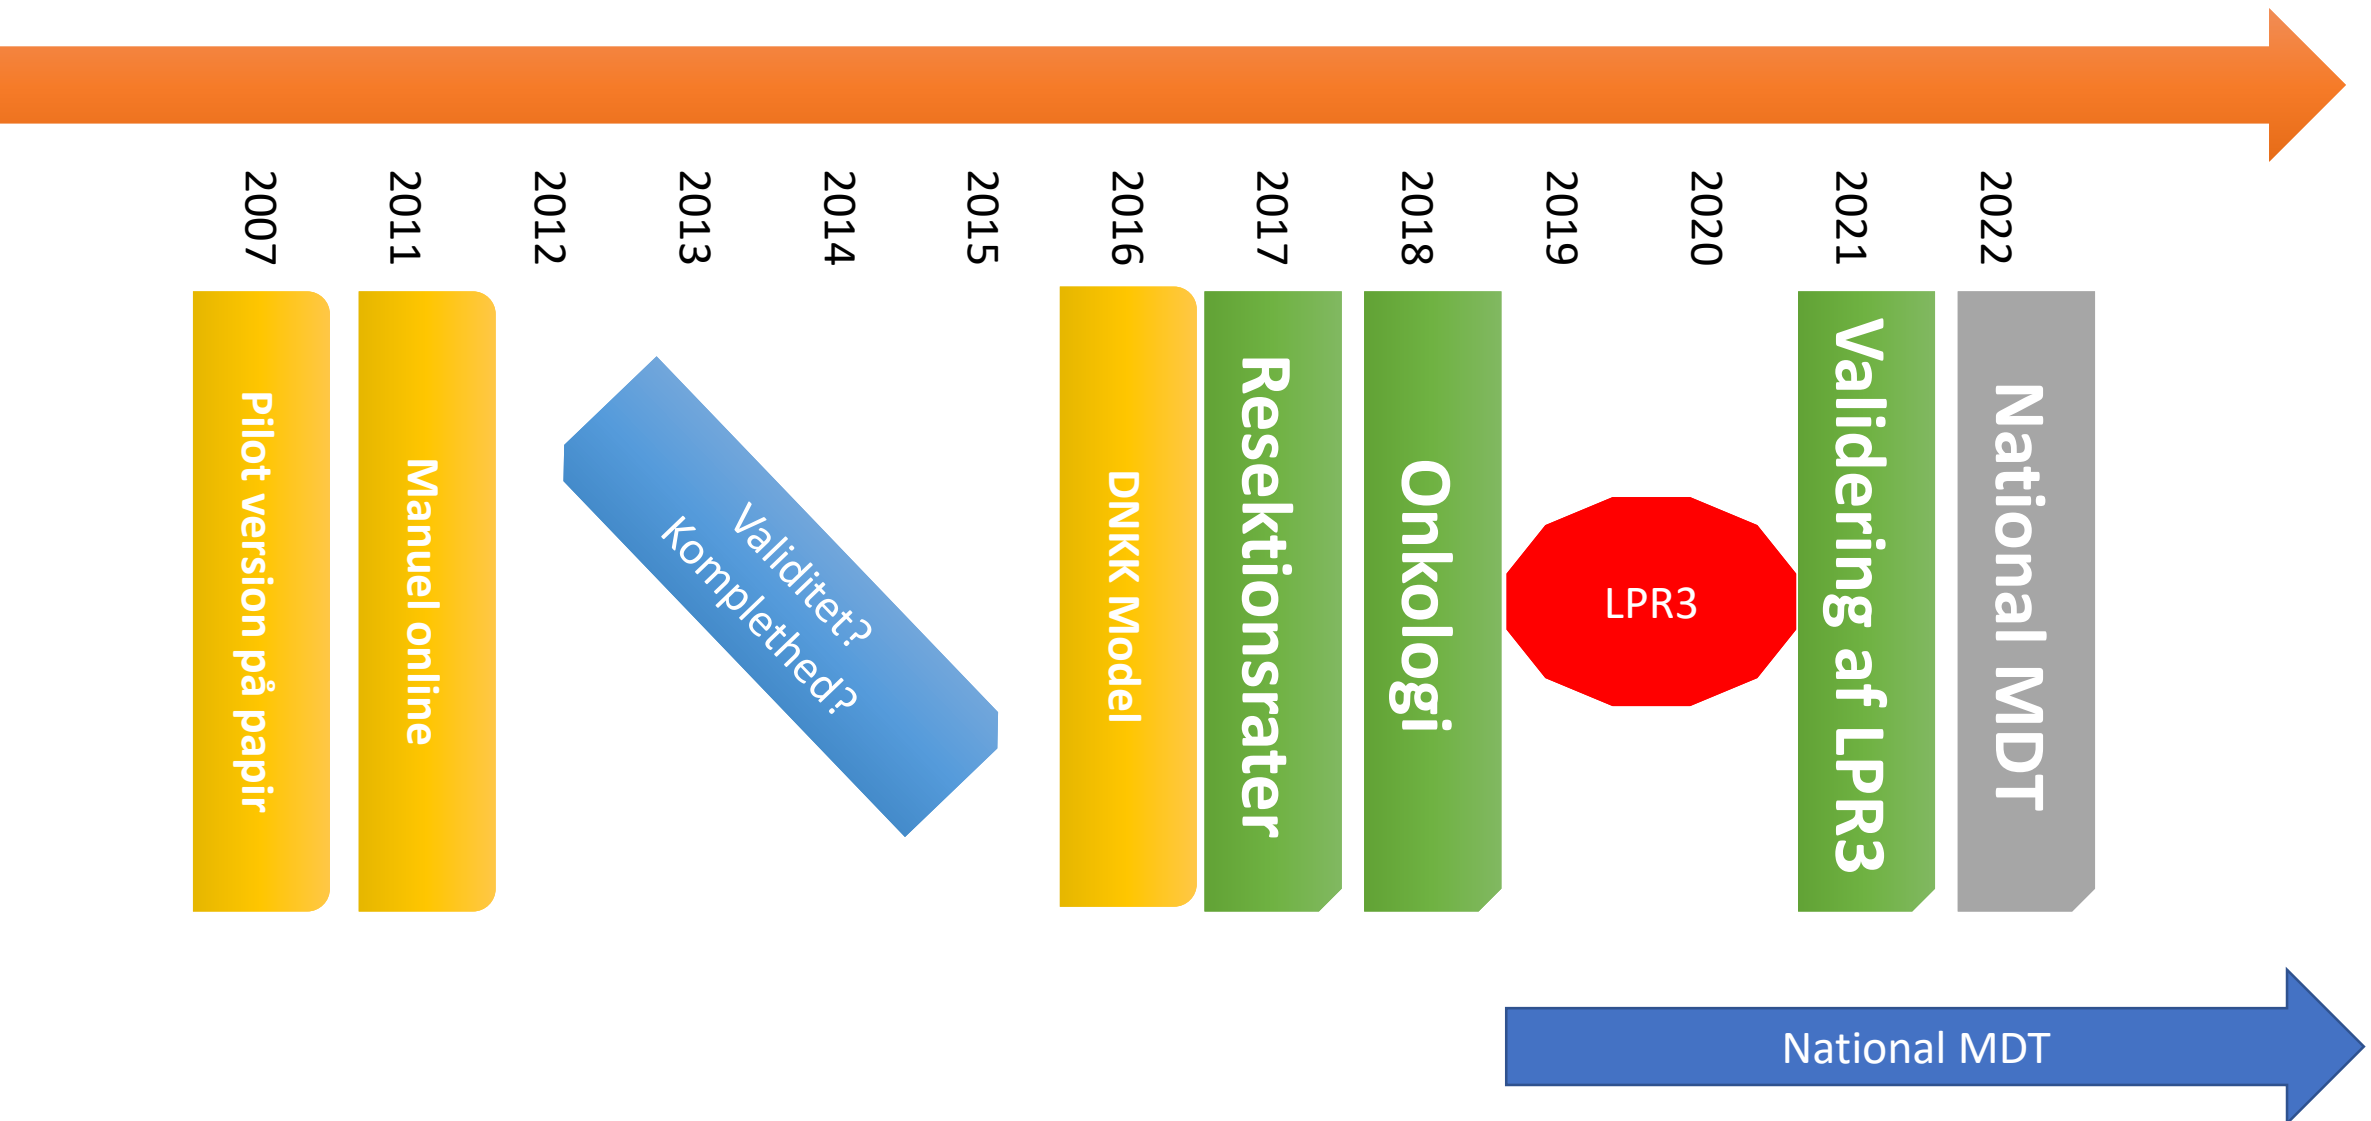 2007
2011
2012
2013
2014
2015
2016
2017
2018
2019
2020
2021
2022
Pilot version på pappir
Manuel online
Validitet?
Komplethed?
DNKK Model
Resektionsrater
Onkologi
LPR3
Validering af LPR3
National MDT
National MDT